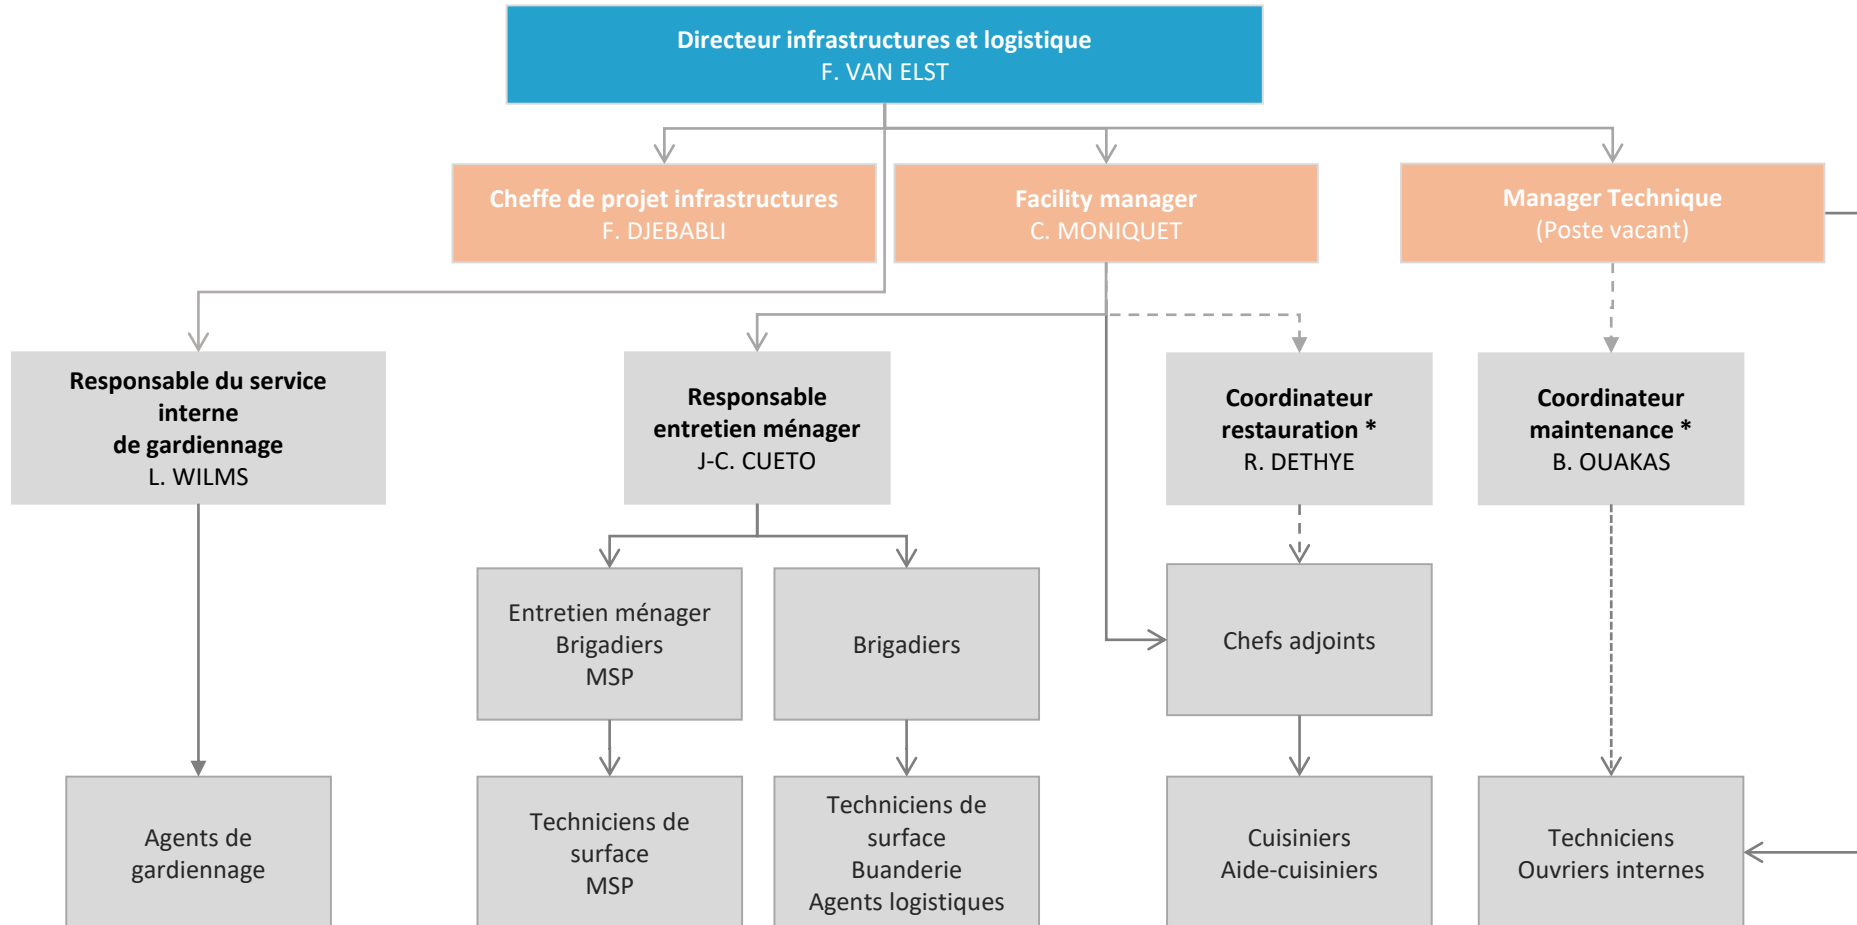 Directeur infrastructures et logistique
F. VAN ELST
Cheffe de projet infrastructures
F. DJEBABLI
Facility manager
C. MONIQUET
Manager Technique
(Poste vacant)
Responsable du service
interne
de gardiennage
L. WILMS
Responsable
entretien ménager
J-C. CUETO
Coordinateur
restauration *
R. DETHYE
Coordinateur
maintenance *
B. OUAKAS
Entretien ménager
Brigadiers
MSP
Brigadiers
Chefs adjoints
Agents de
gardiennage
Techniciens de
surface
MSP
Techniciens de
surface
Buanderie
Agents logistiques
Cuisiniers
Aide-cuisiniers
Techniciens
Ouvriers internes